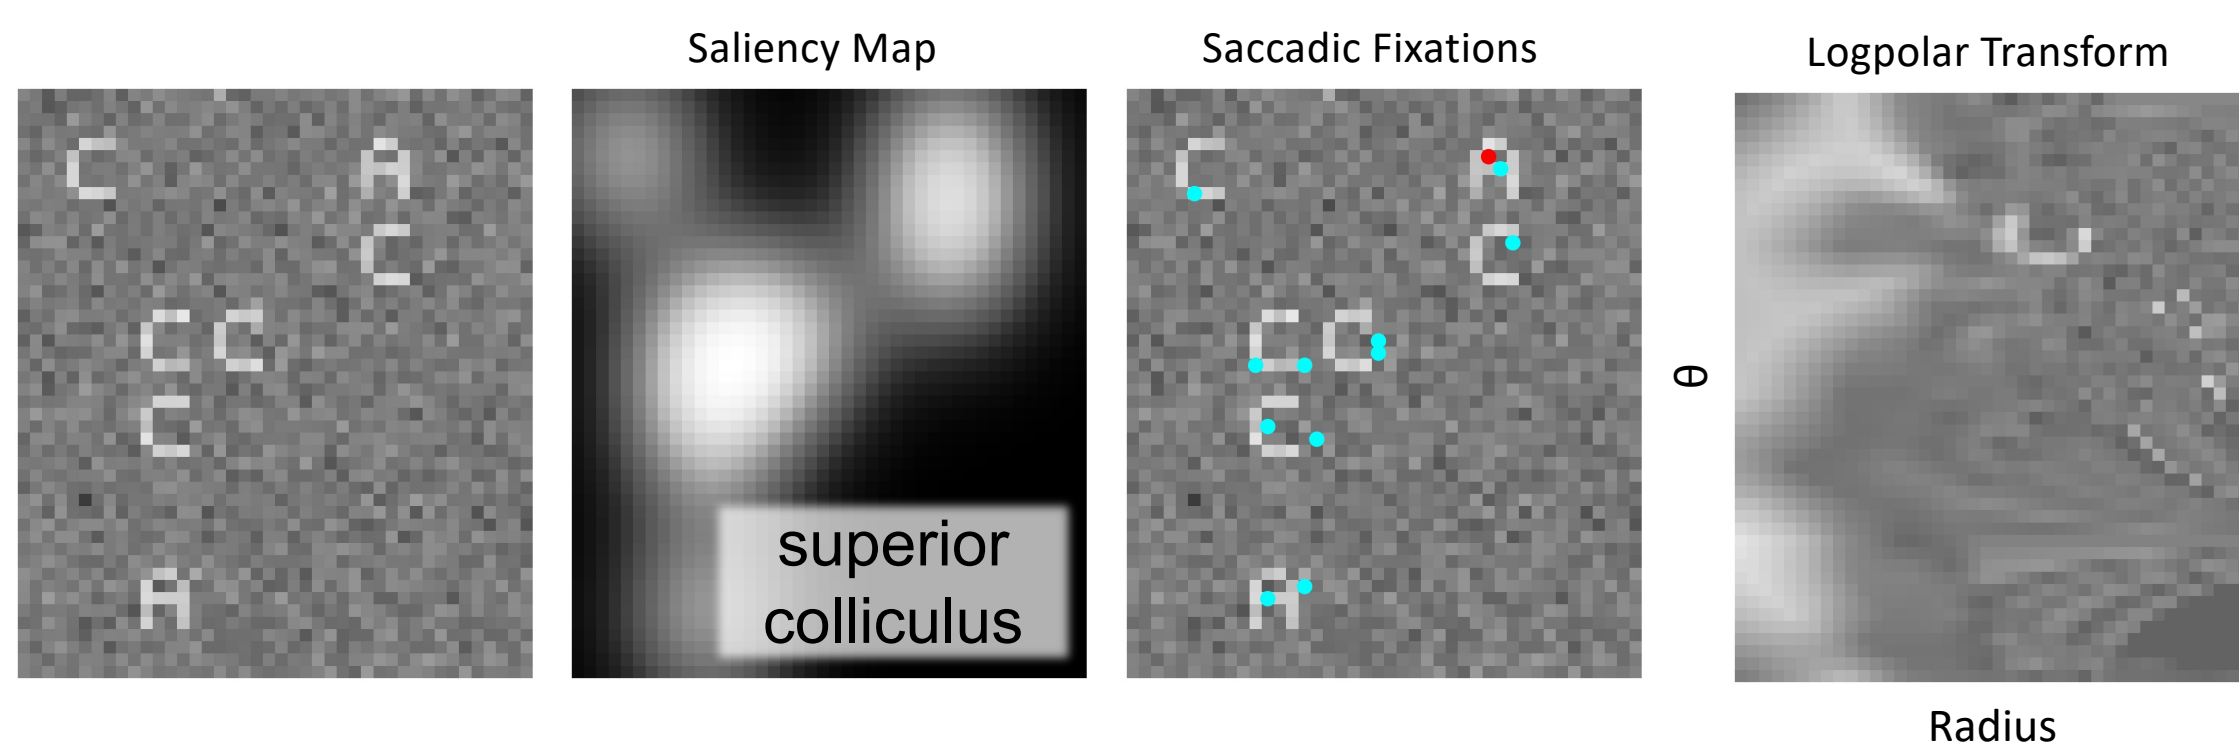 Saliency Map
Saccadic Fixations
Logpolar Transform
C A
C
C C
C
A
superior
colliculus
C A
C
C C
C
A
θ
Radius